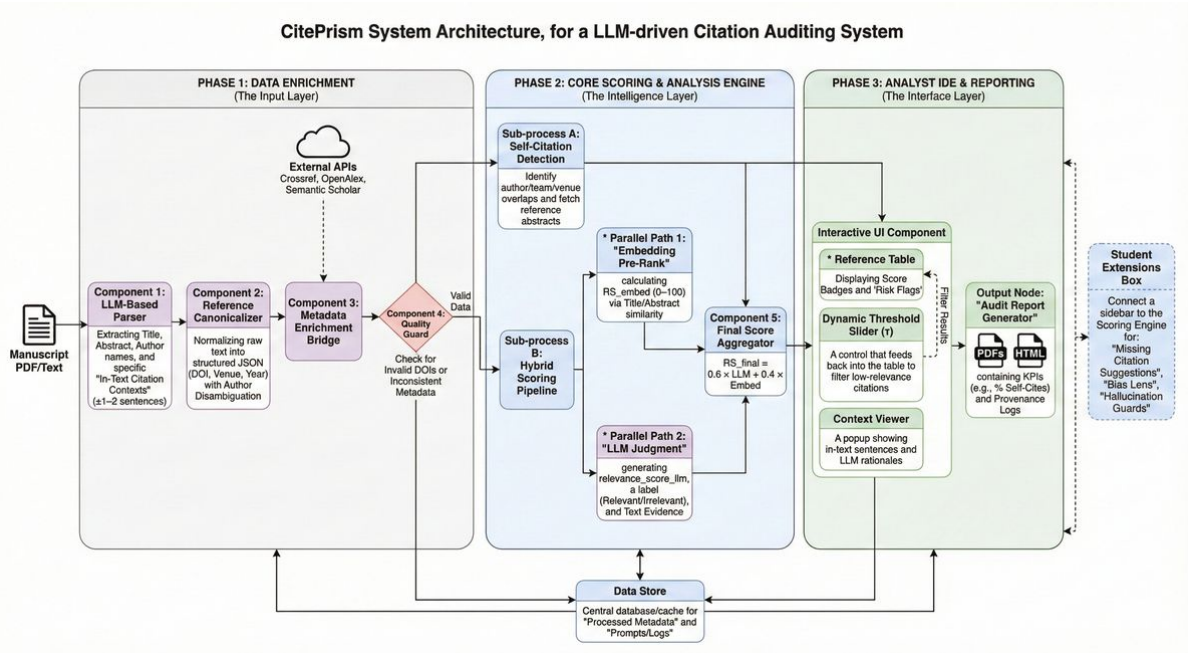 CitePrism System Architecture, for a LLM-driven Citation Auditing System
PHASE 1: DATA ENRICHMENT
(The Input Layer)
External APIs
Crossref, OpenAlex,
Semantic Scholar
Manuscript
PDF/Text
Component 1:
LLM-Based
Parser
Extracting Title,
Abstract, Author
names, and
specific
"In-Text Citation
Contexts"
(±1–2 sentences)
Component 2:
Reference
Canonicalizer
Normalizing raw
text into
structured JSON
(DOI, Venue, Year)
with Author
Disambiguation
Component 3:
Metadata
Enrichment
Bridge
Component 4:
Quality
Guard
Valid
Data
Check for
Invalid DOIs or
Inconsistent
Metadata
PHASE 2: CORE SCORING & ANALYSIS ENGINE
(The Intelligence Layer)
Sub-process A:
Self-Citation
Detection
Identify
author/team/venue
overlaps and fetch
reference
abstracts
* Parallel Path 1:
"Embedding
Pre-Rank"
calculating
RS_embed (0–100)
via Title/Abstract
similarity
Sub-process
B: Hybrid
Scoring
Pipeline
* Parallel Path 2:
"LLM Judgment"
generating
relevance_score_llm,
a label
(Relevant/Irrelevant),
and Text Evidence
Component 5:
Final Score
Aggregator
RS_final =
0.6 × LLM + 0.4 ×
Embed
PHASE 3: ANALYST IDE & REPORTING
(The Interface Layer)
Interactive UI Component
* Reference Table
Displaying Score
Badges and 'Risk Flags'
Filter Results
Dynamic Threshold
Slider (τ)
A control that feeds
back into the table to
filter low-relevance
citations
Context Viewer
A popup showing
in-text sentences and
LLM rationales
Output Node:
"Audit Report
Generator"
PDFs
HTML
containing KPIs
(e.g., % Self-Cites)
and Provenance
Logs
Student
Extensions
Box
Connect a
sidebar to the
Scoring Engine
for:
"Missing
Citation
Suggestions",
"Bias Lens",
"Hallucination
Guards"
Data Store
Central database/cache for
"Processed Metadata" and
"Prompts/Logs"